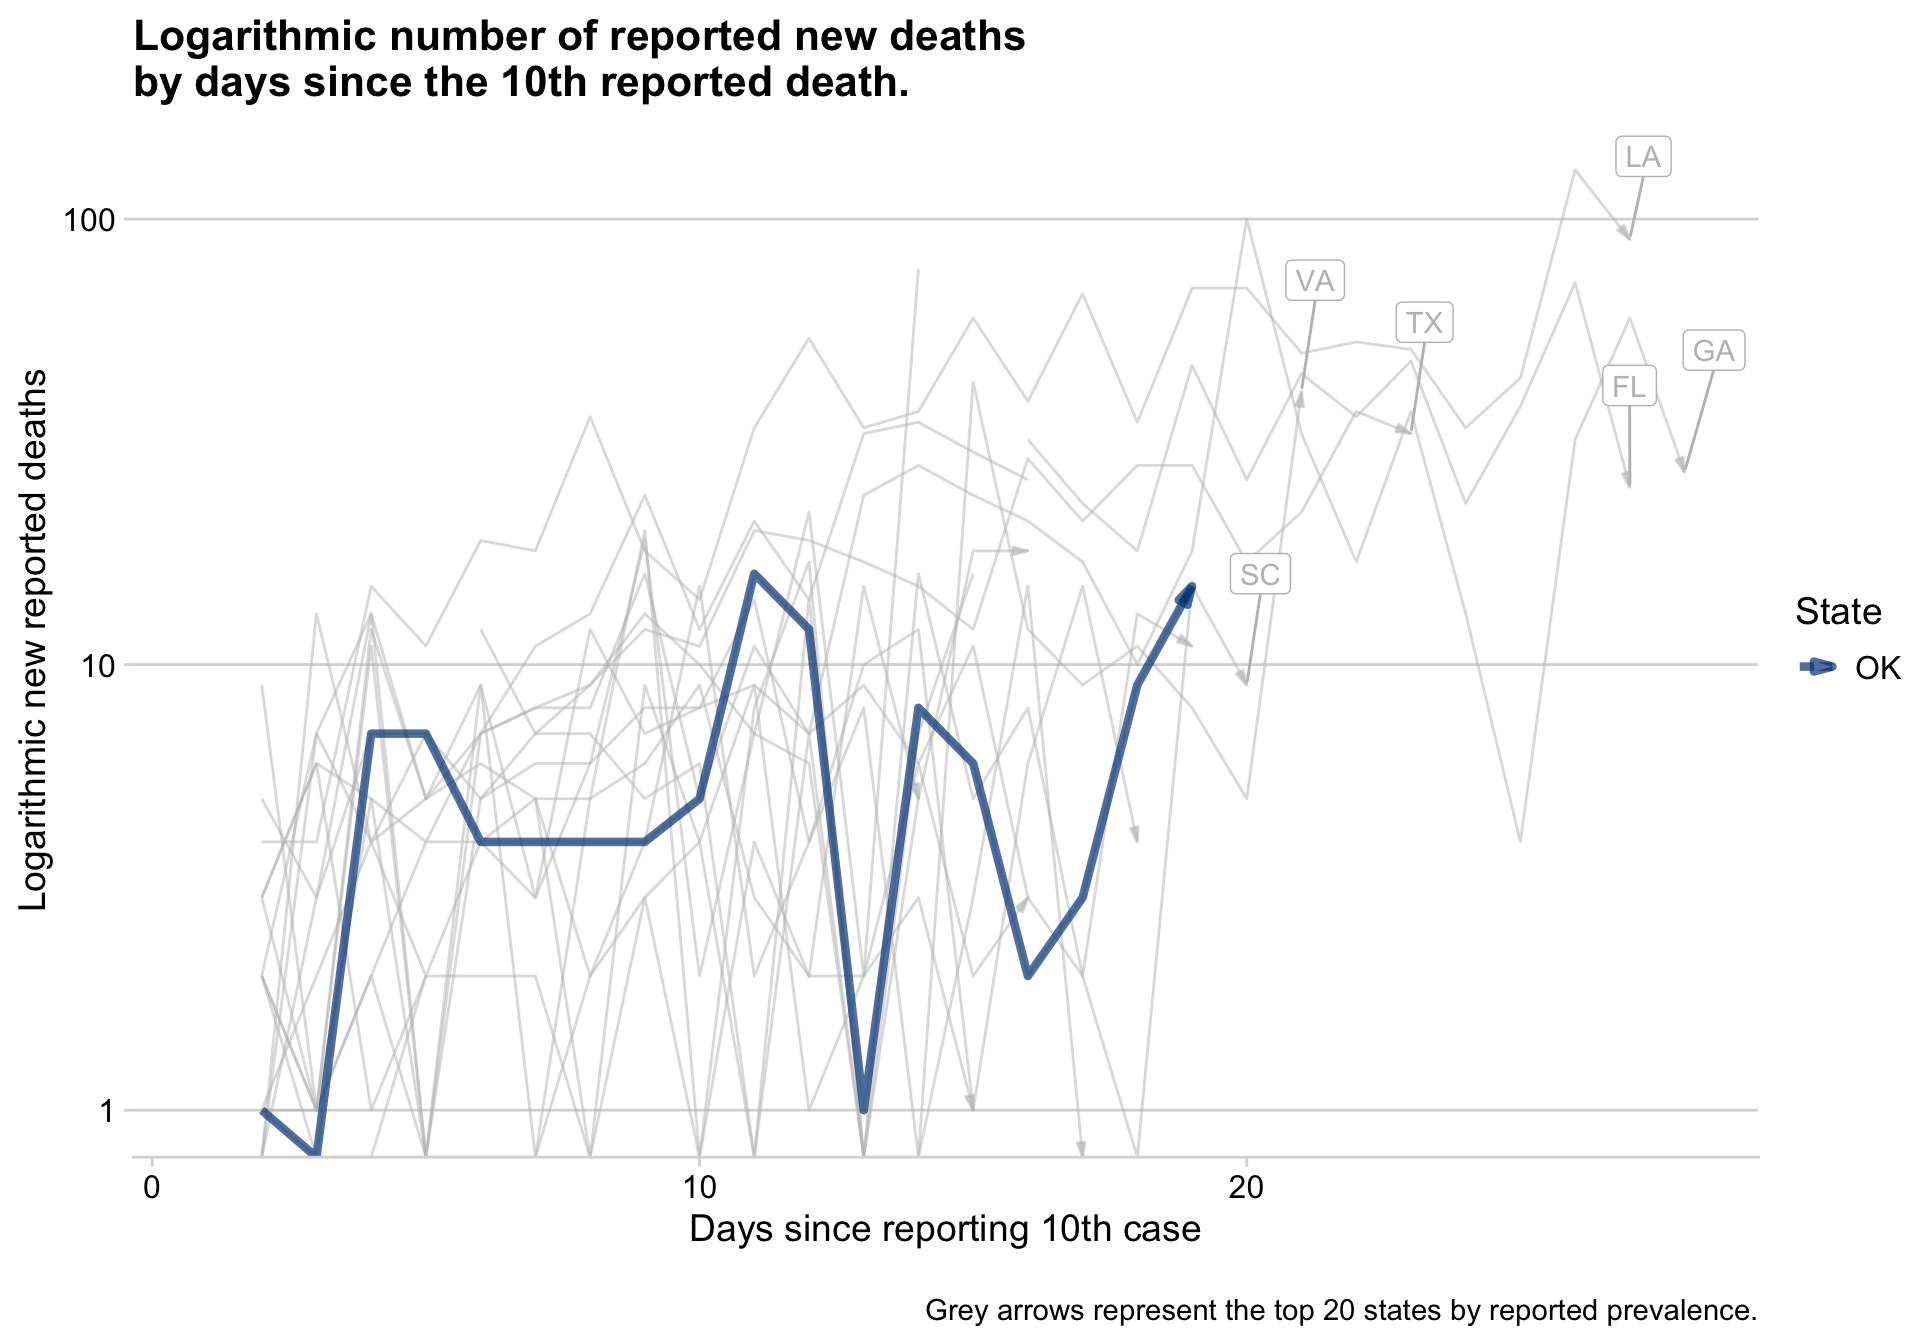 Logarithmic number of reported new deaths
by days since the 10th reported death.
LA
100
VA
TX
GA
FL
SC
10
1
Logarithmic new reported deaths
State
OK
0
10
20
Days since reporting 10th case
Grey arrows represent the top 20 states by reported prevalence.